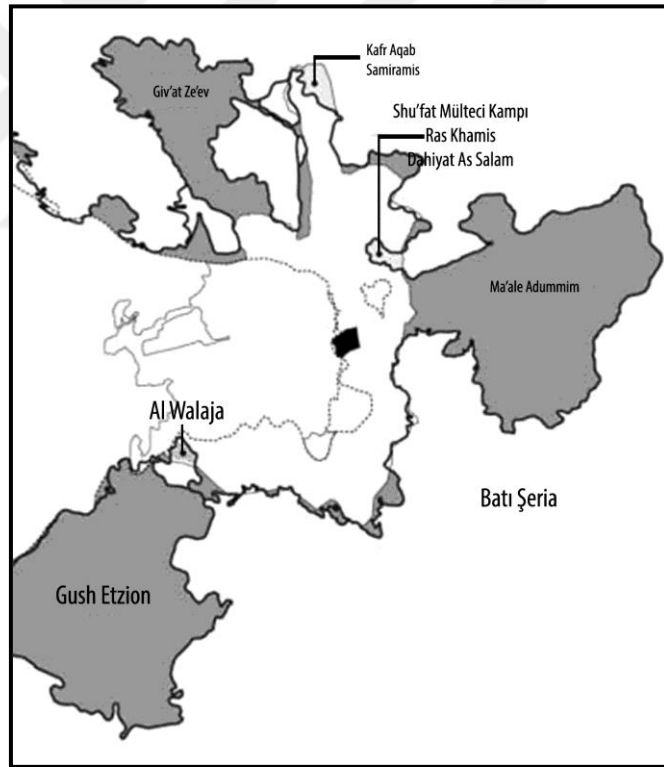 Kafr Aqab
Samiramis
Giv'at Ze'ev
Shu'fat Mülteci Kampı
Ras Khamis
Dahiyat As Salam
Ma'ale Adummim
Al Walaja
Batı Şeria
Gush Etzion